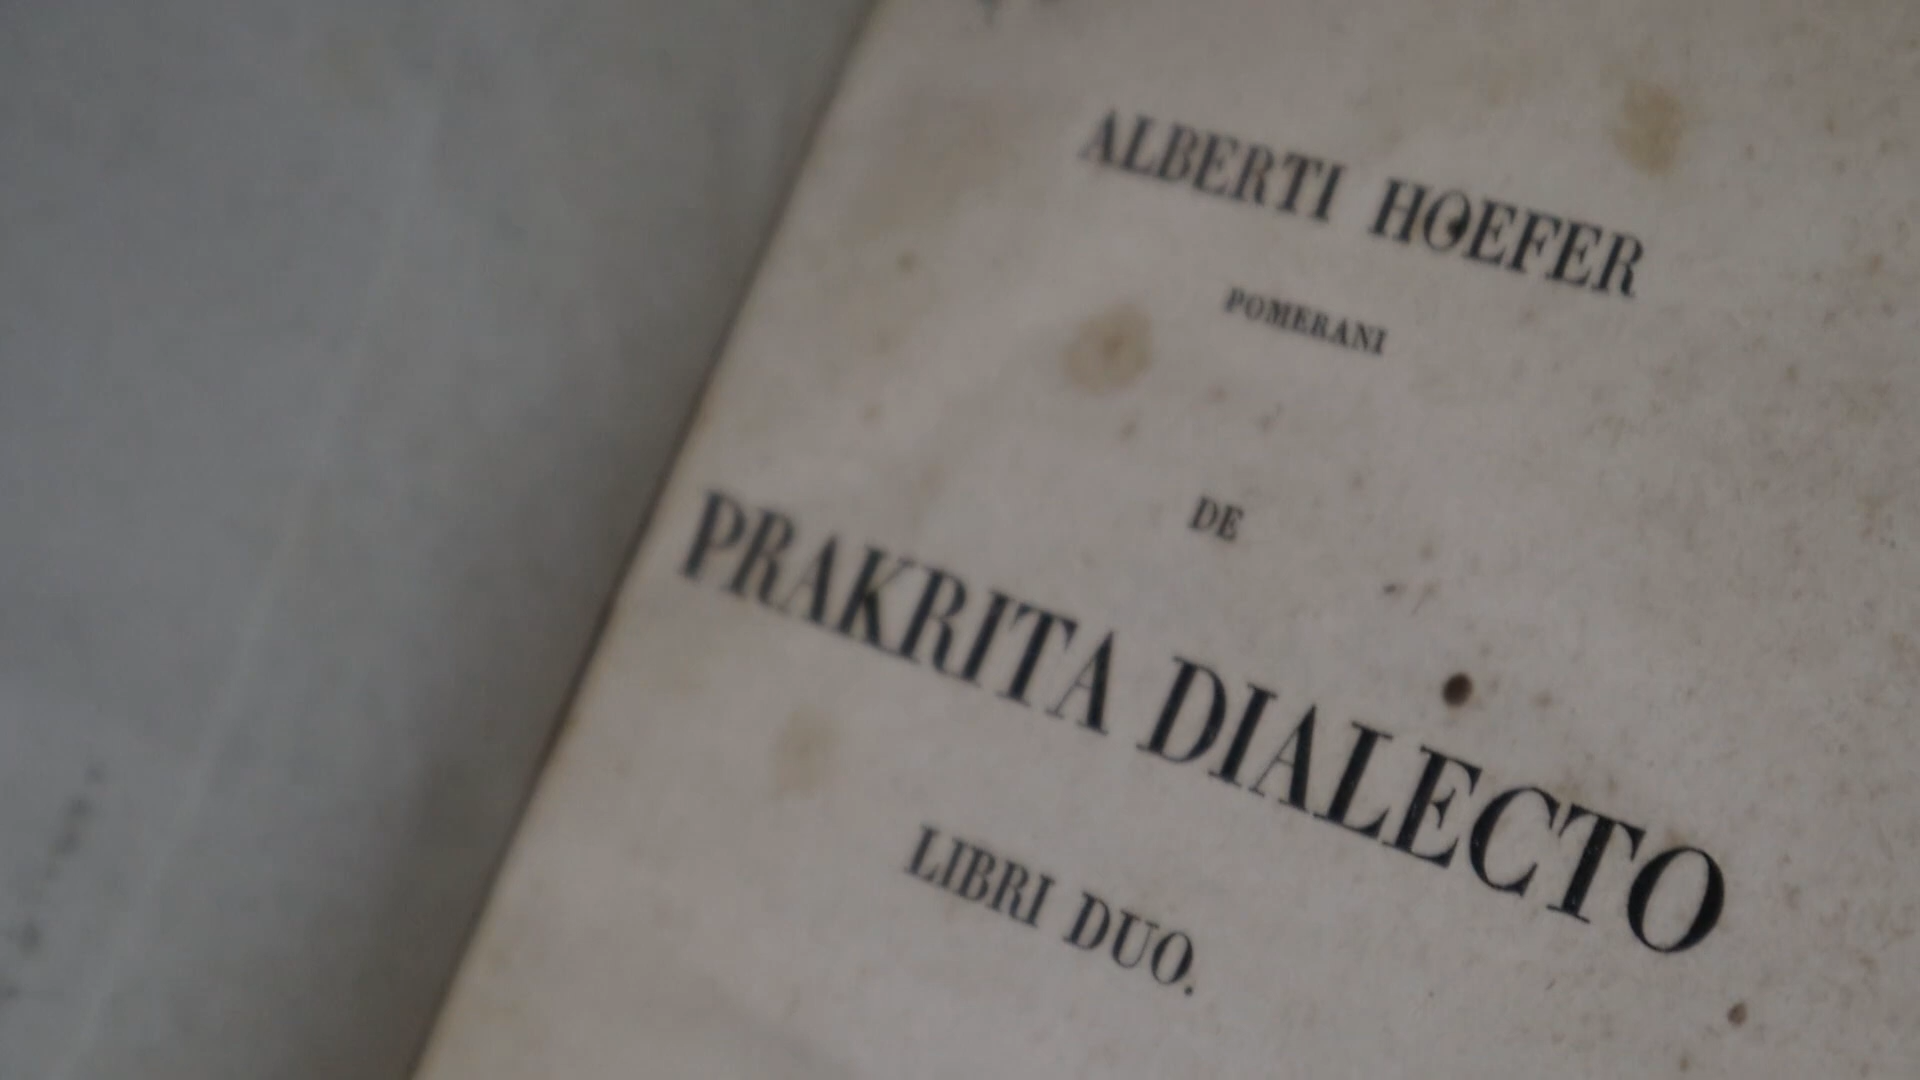 ALBERTI HOEFER
POMERANI
DE
PRAKRITA DIALECTO
LIBRI DUO.